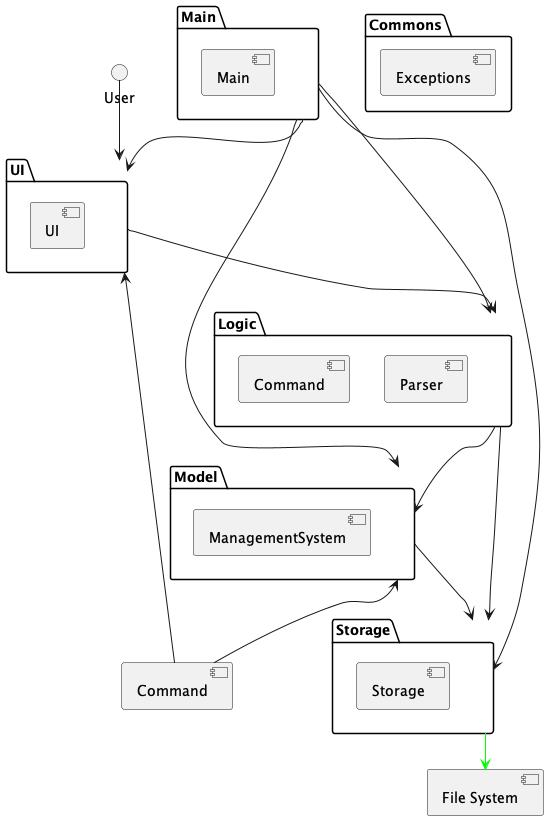 Main
Commons
Main
Exceptions
User
UI
UI
Logic
Command
Parser
Model
ManagementSystem
Storage
Command
Storage
File System